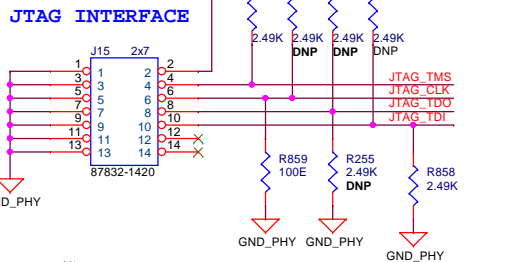 JTAG INTERFACE
2.49K 2.49K 2.49K 2.49K
DNP DNP DNP
J15 2x7
1 1 2 2
3 3 4 4 JTAG_TMS
5 5 6 6 JTAG_CLK
7 7 8 8 JTAG_TDO
9 9 10 10 JTAG_TDI
11 11 12 12
13 13 14 14
87832-1420
R859
100E
R255
2.49K
DNP
R858
2.49K
D_PHY
GND_PHY GND_PHY
GND_PHY